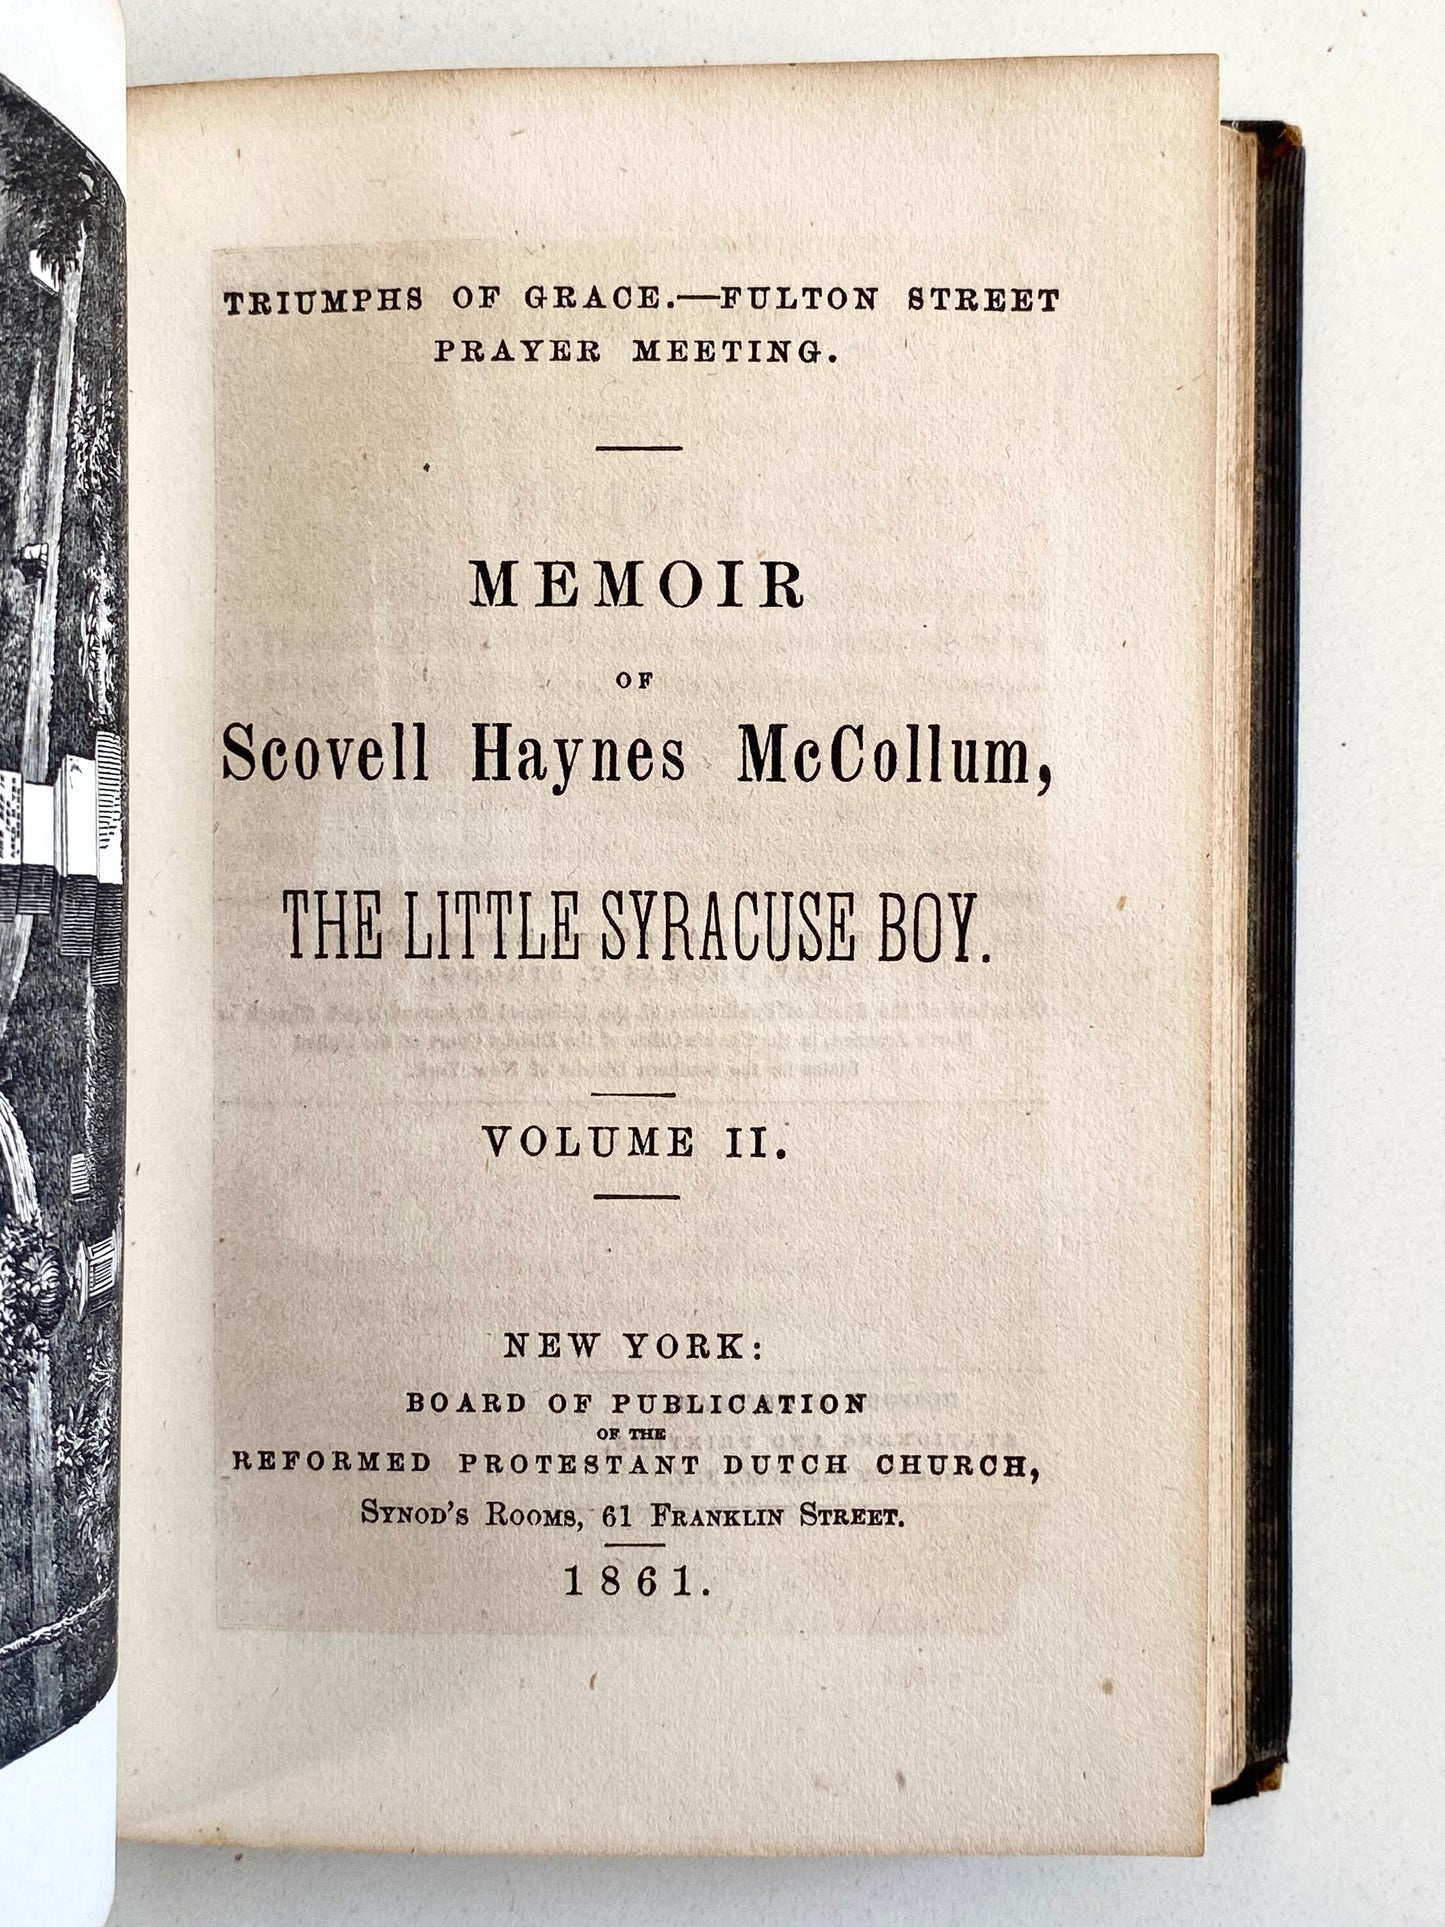 TRIUMPHS OF GRACE.—FULTON STREET
PRAYER MEETING.
MEMOIR
OF
Scovell Haynes McCollum,
THE LITTLE SYRACUSE BOY.
VOLUME II.
NEW YORK:
BOARD OF PUBLICATION
OF THE
REFORMED PROTESTANT DUTCH CHURCH,
SYNOD'S ROOMS, 61 FRANKLIN STREET.
1861.